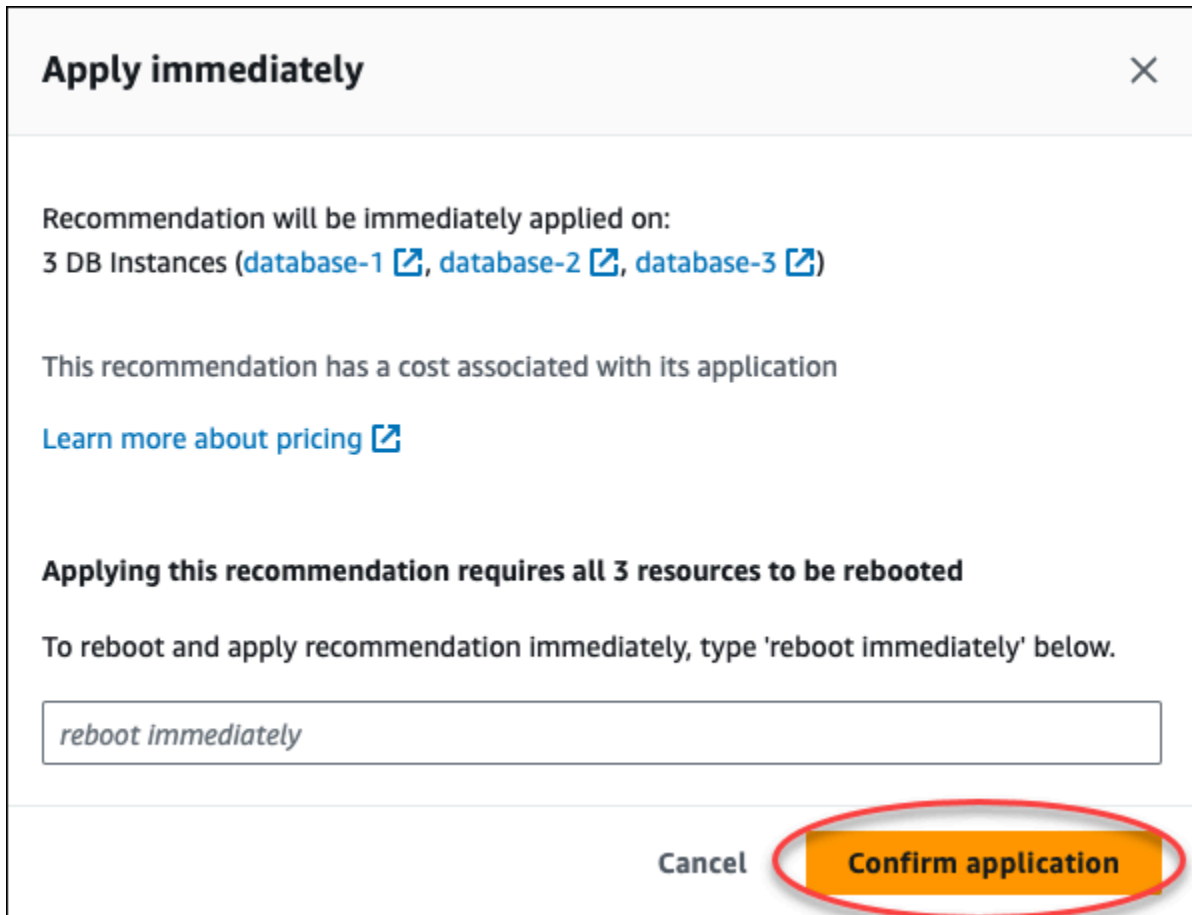 Apply immediately
Recommendation will be immediately applied on:
3 DB Instances (database-1, database-2, database-3)
This recommendation has a cost associated with its application
Learn more about pricing
Applying this recommendation requires all 3 resources to be rebooted
To reboot and apply recommendation immediately, type 'reboot immediately' below.
reboot immediately
Cancel Confirm application